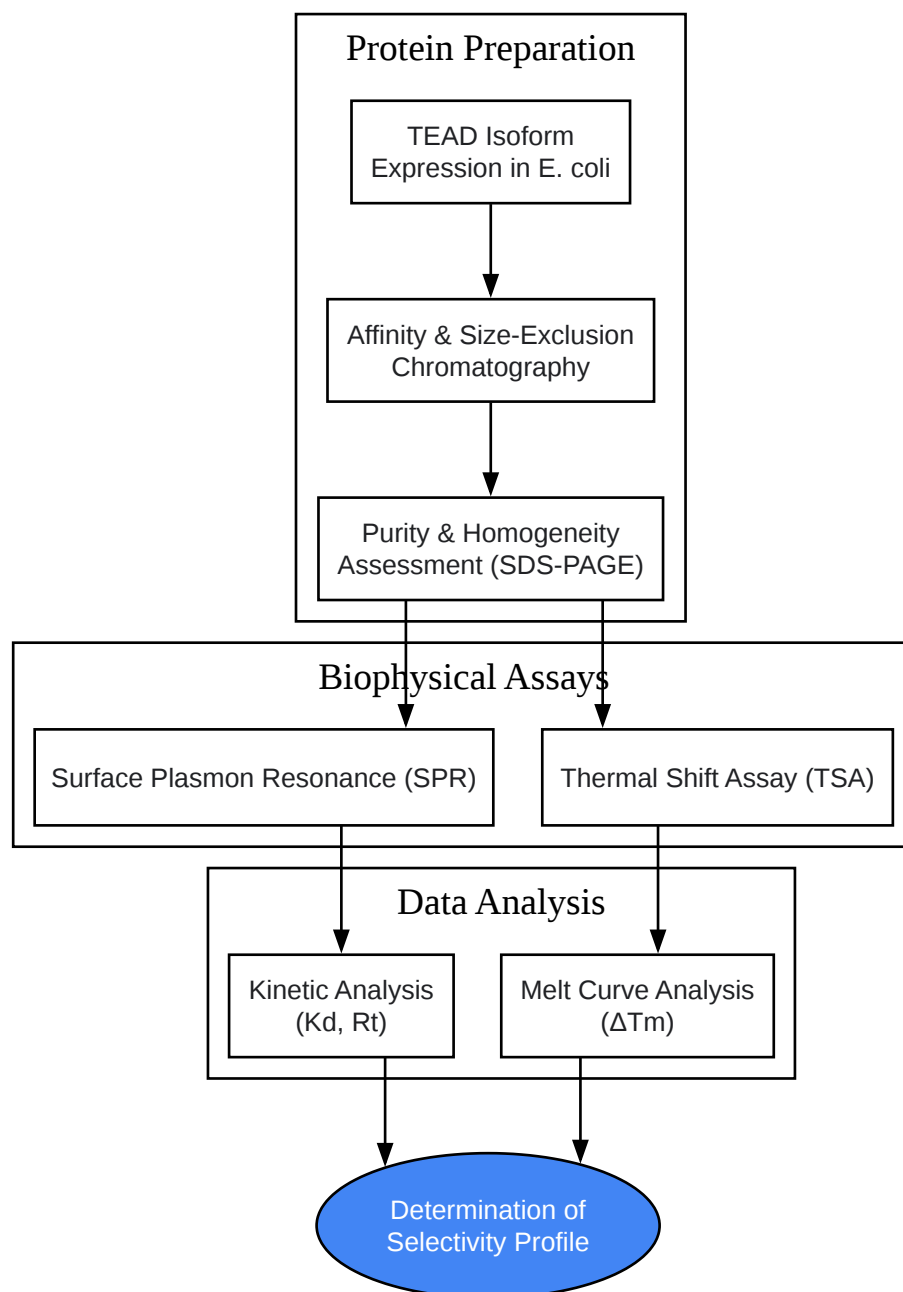 Protein Preparation
TEAD Isoform
Expression in E. coli
Affinity & Size-Exclusion
Chromatography
Purity & Homogeneity
Assessment (SDS-PAGE)
Biophysical Assays
Surface Plasmon Resonance (SPR)
Thermal Shift Assay (TSA)
Data Analysis
Kinetic Analysis
(Kd, Rt)
Melt Curve Analysis
(ΔTm)
Determination of
Selectivity Profile